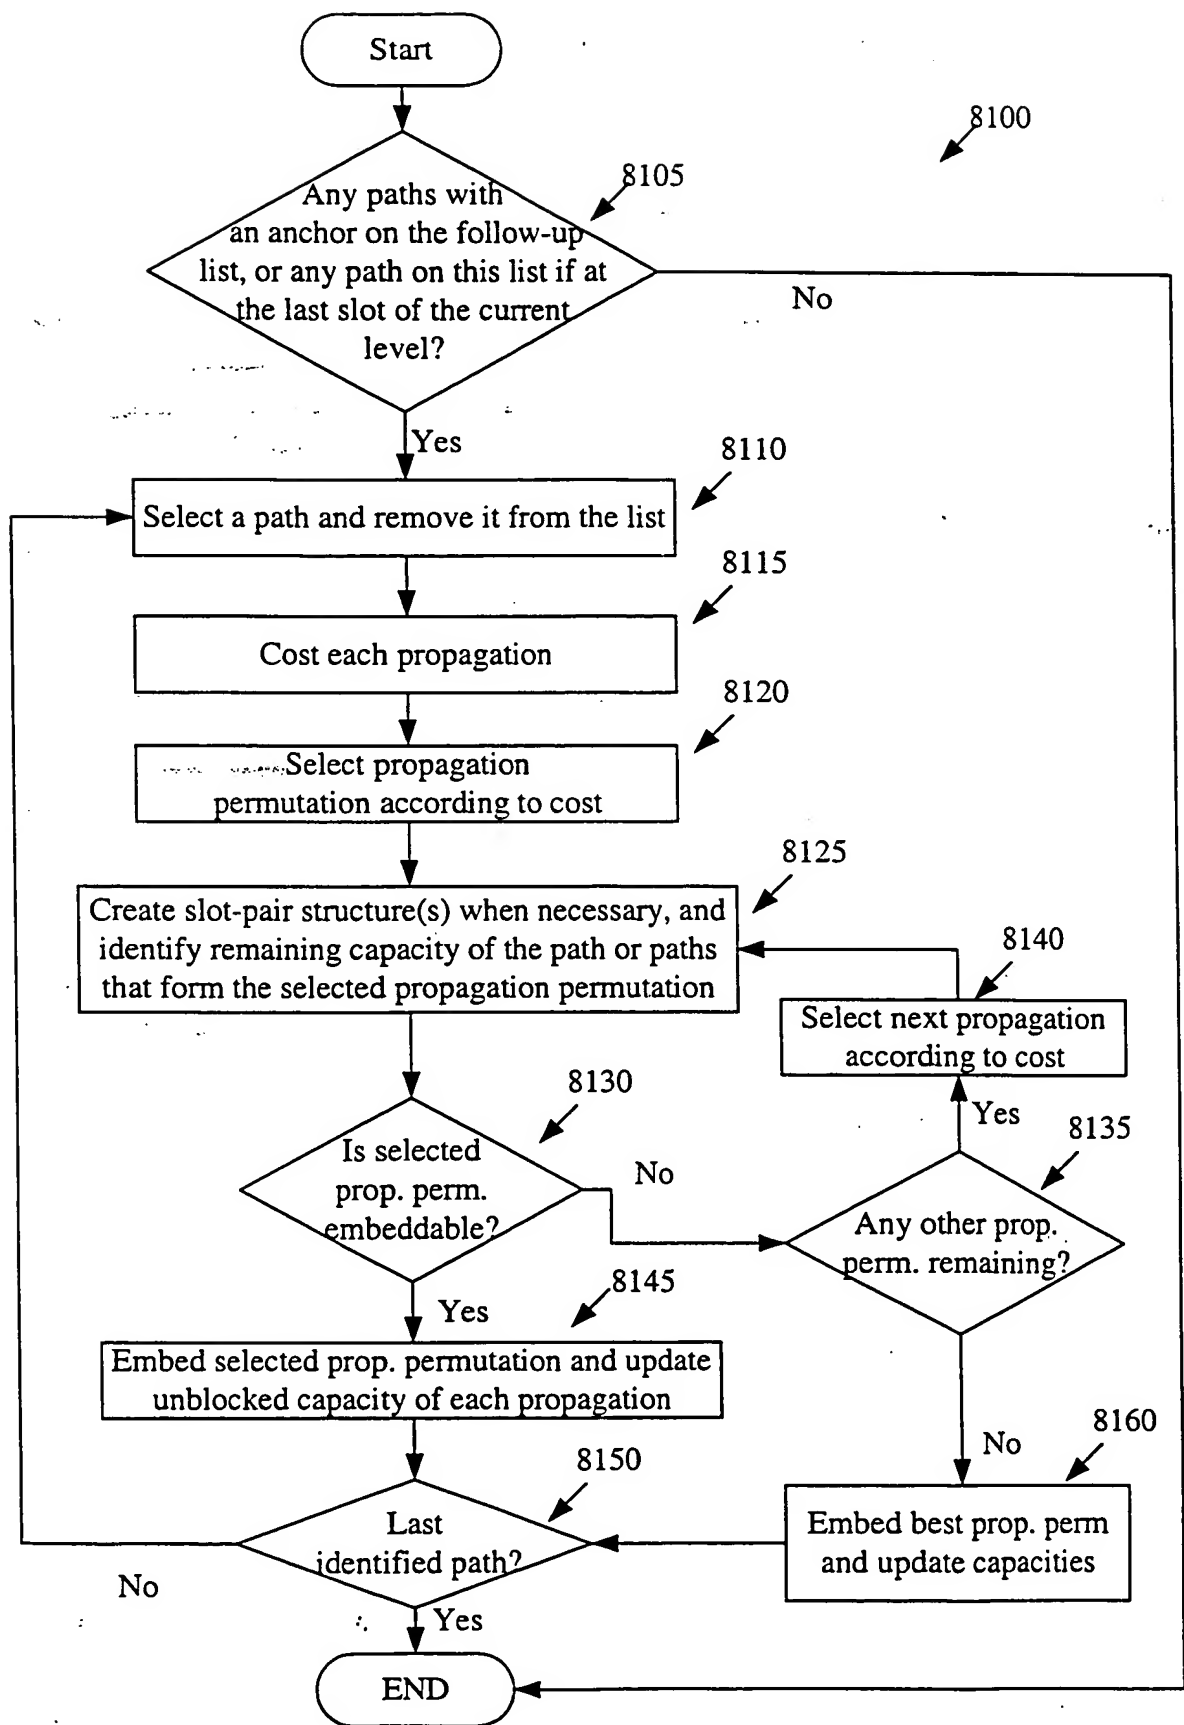 Start
8100
8105
Any paths with
an anchor on the follow-up
list, or any path on this list if at
the last slot of the current
level?
No
Yes
8110
Select a path and remove it from the list
8115
Cost each propagation
8120
Select propagation
permutation according to cost
8125
Create slot-pair structure(s) when necessary, and
identify remaining capacity of the path or paths
that form the selected propagation permutation
8140
Select next propagation
according to cost
8130
Is selected
prop. perm.
embeddable?
No
Yes
8135
Any other prop.
perm. remaining?
Yes
8145
Embed selected prop. permutation and update
unblocked capacity of each propagation
No
8160
Embed best prop. perm
and update capacities
8150
Last
identified path?
No
Yes
END